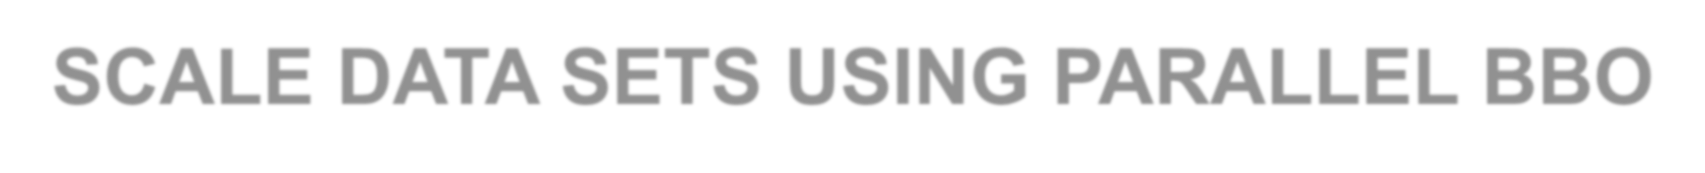 SCALE DATA SETS USING PARALLEL BBO